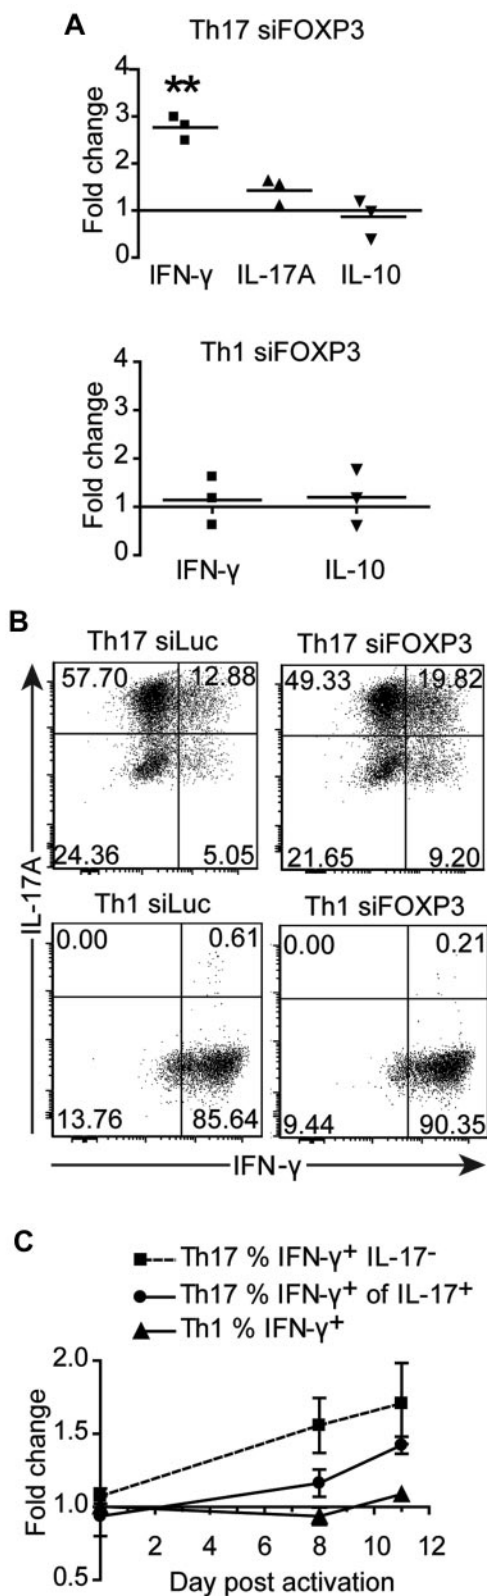 A
Th17 siFOXP3
Fold change
4
3
2
1
0
**
IFN-γ IL-17A IL-10
Th1 siFOXP3
Fold change
4
3
2
1
0
IFN-γ IL-10
B
Th17 siLuc Th17 siFOXP3
57.70 12.88 49.33 19.82
24.36 5.05 21.65 9.20
Th1 siLuc Th1 siFOXP3
0.00 0.61 0.00 0.21
13.76 85.64 9.44 90.35
IL-17A
IFN-γ
C
Th17 % IFN-γ+ IL-17-
Th17 % IFN-γ+ of IL-17+
Th1 % IFN-γ+
Fold change
2.0
1.5
1.0
0.5
2 4 6 8 10 12
Day post activation